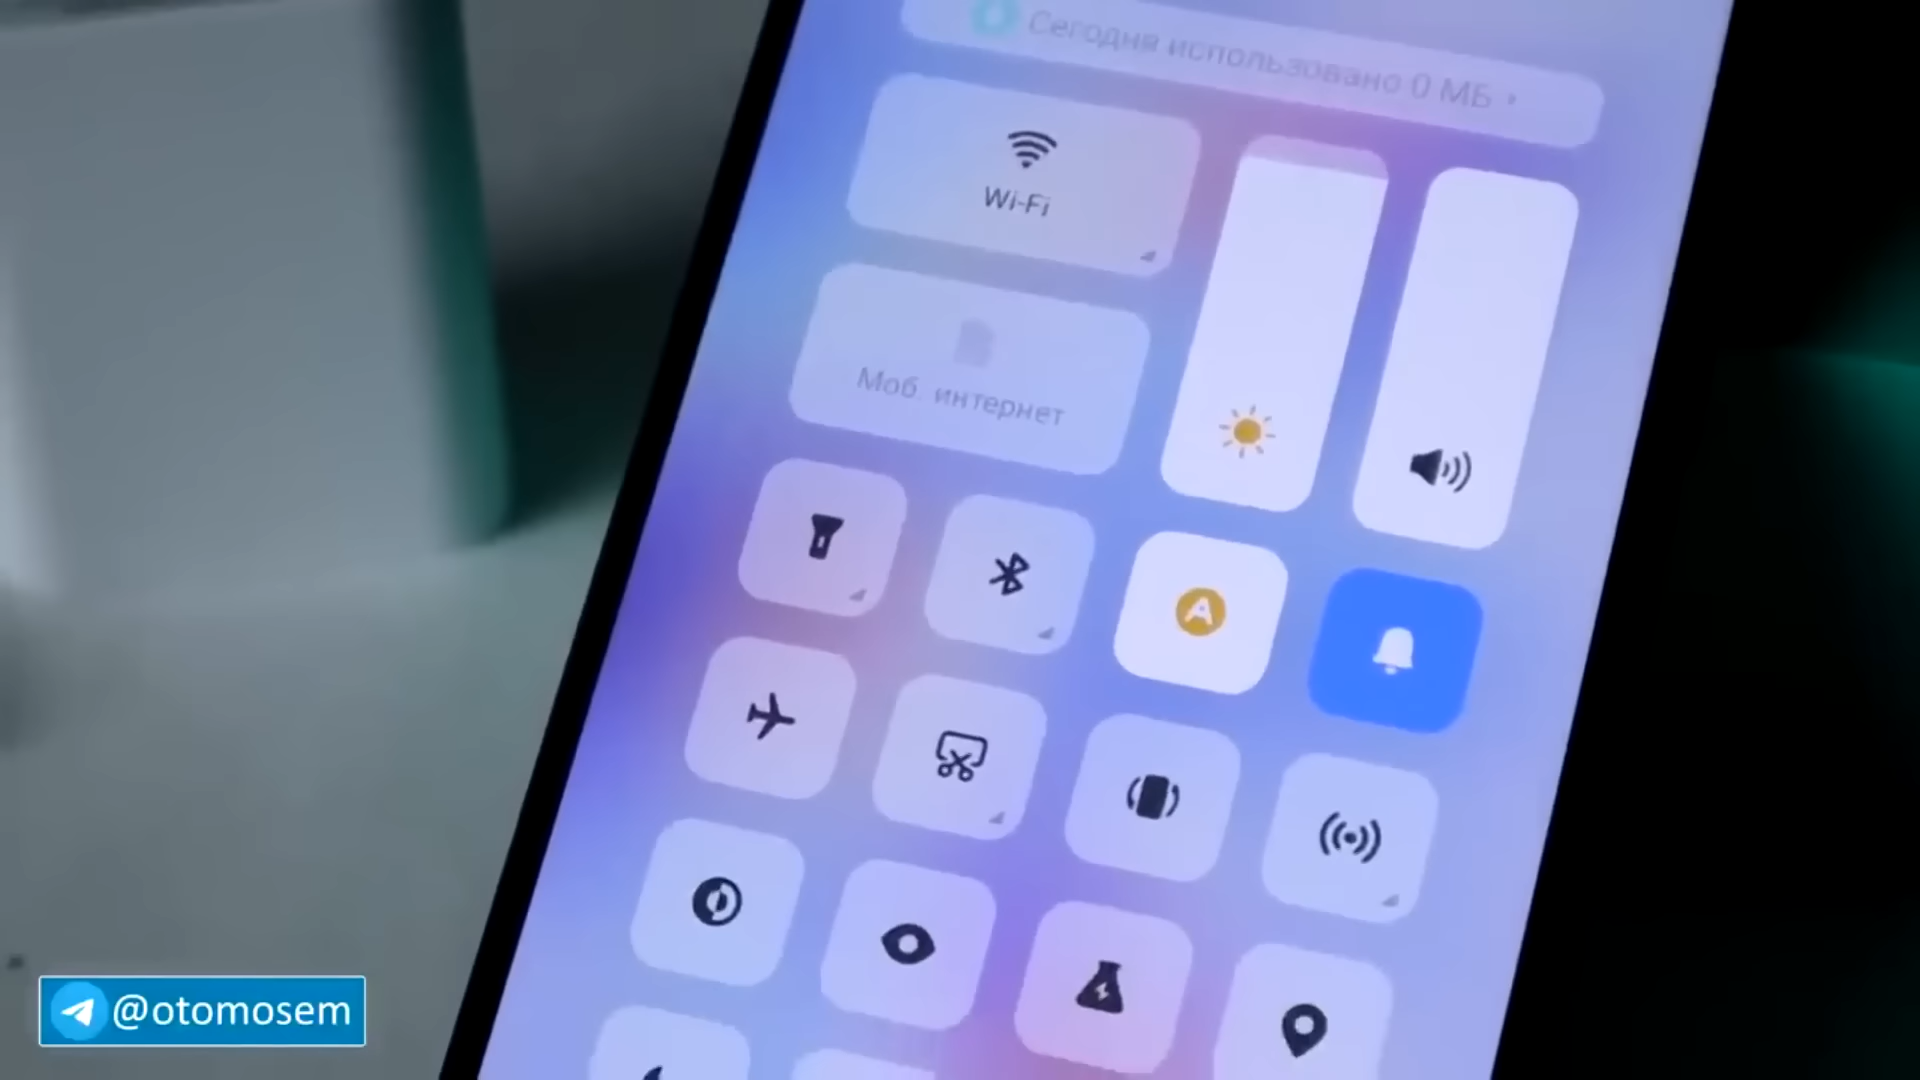 Сегодня использовано 0 МБ
Wi-Fi
Моб. интернет
A
@otomosem